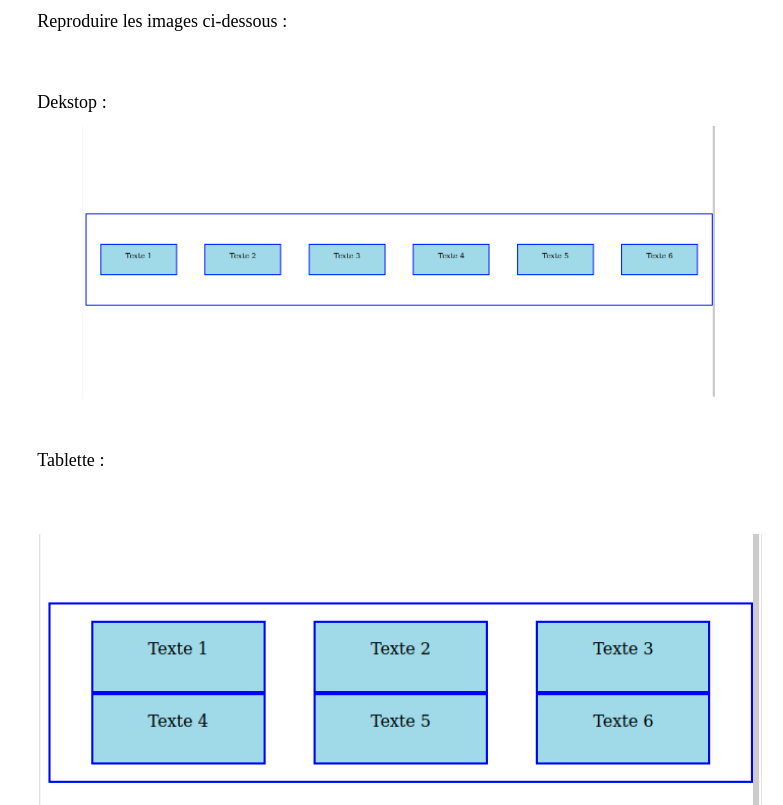 Reproduire les images ci-dessous :
Dekstop :
Texte 1 Texte 2 Texte 3 Texte 4 Texte 5 Texte 6
Tablette :
Texte 1 Texte 2 Texte 3
Texte 4 Texte 5 Texte 6